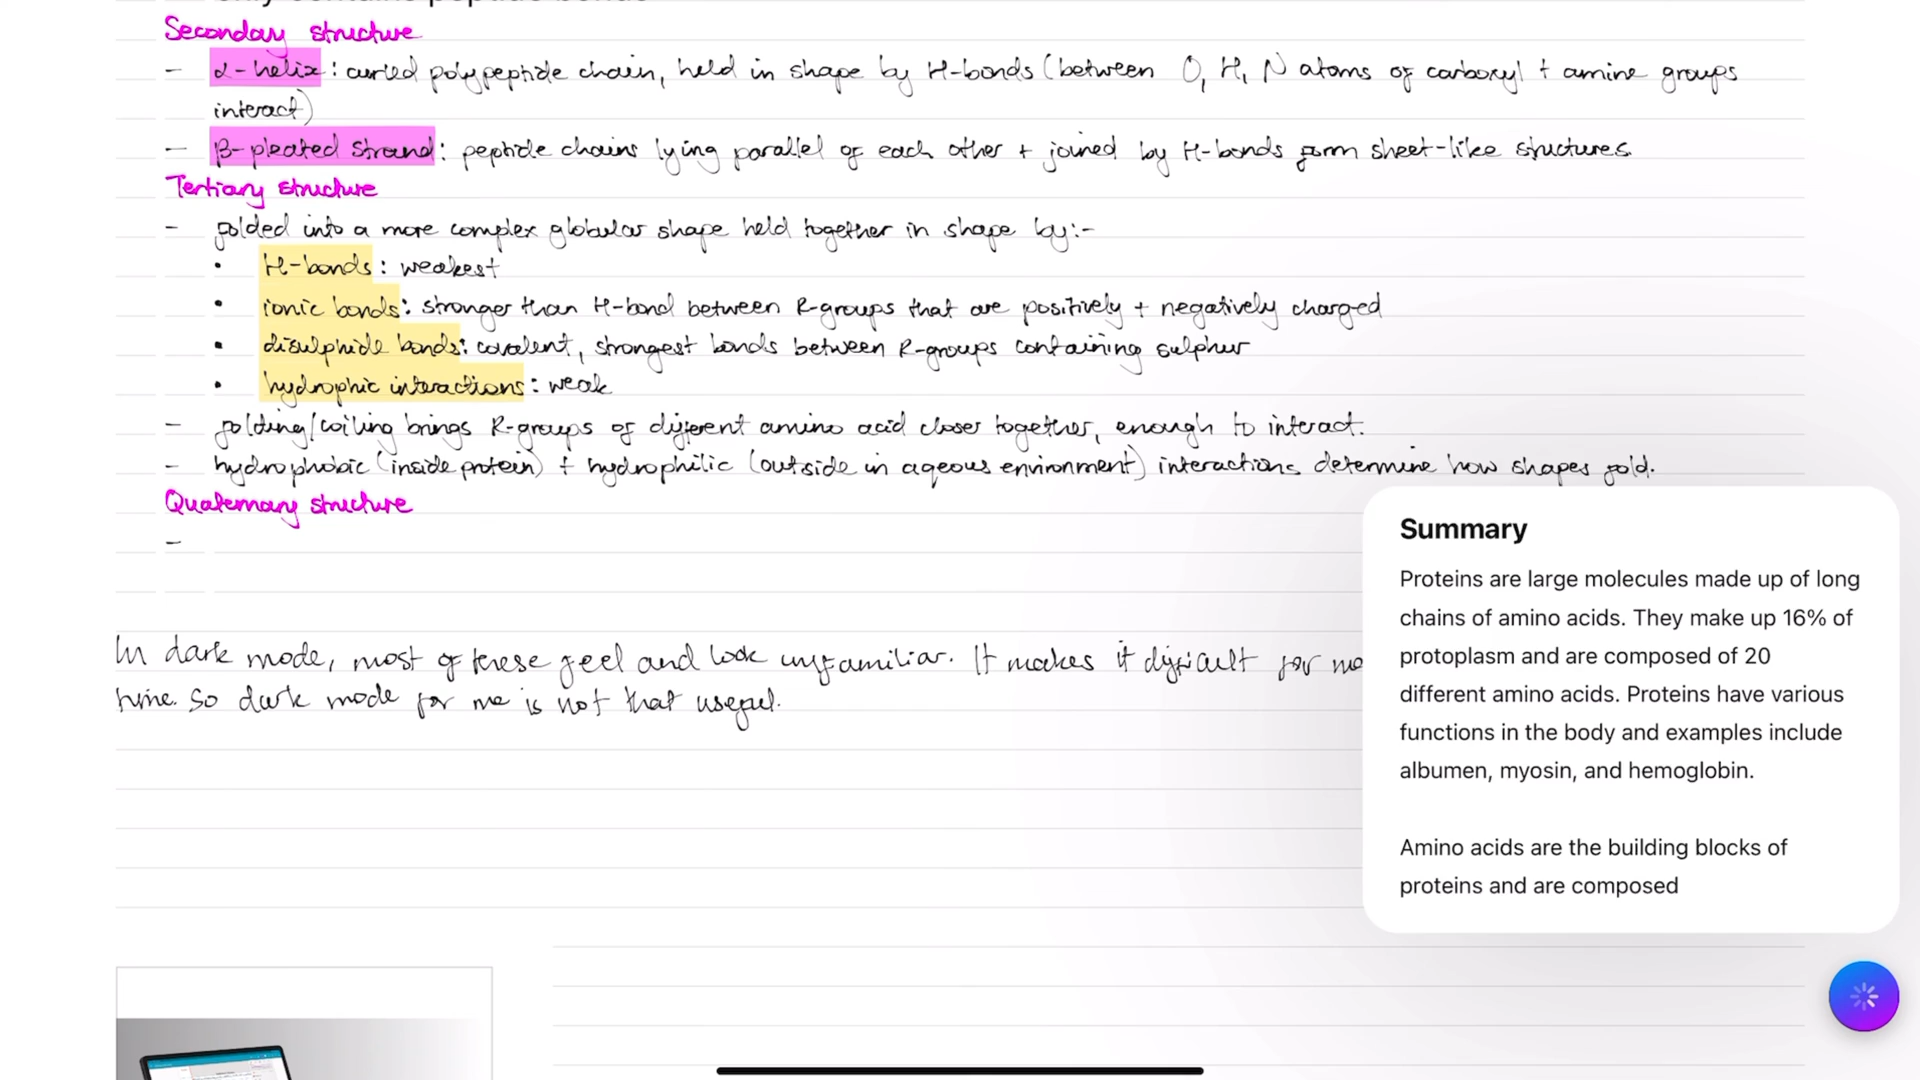 Secondary structure
- α-helix : curled polypeptide chain, held in shape by H-bonds (between O, H, N atoms of carboxyl + amine groups
interact)
- β-pleated strand : peptide chains lying parallel of each other + joined by H-bonds form sheet-like structures.
Tertiary structure
- folded into a more complex globular shape held together in shape by:-
• H-bonds : weakest
• ionic bonds : stronger than H-bond between R-groups that are positively + negatively charged
• disulphide bonds : covalent, strongest bonds between R-groups containing sulphur
• hydrophic interactions : weak
- folding/coiling brings R-groups of different amino acid closer together, enough to interact.
- hydrophobic (inside protein) + hydrophilic (outside in aqeous environment) interactions determine how shapes fold.
Quaternary structure
-
In dark mode, most of these feel and look unfamiliar. It makes it difficult for me
time. So dark mode for me is not that useful.
Summary
Proteins are large molecules made up of long
chains of amino acids. They make up 16% of
protoplasm and are composed of 20
different amino acids. Proteins have various
functions in the body and examples include
albumen, myosin, and hemoglobin.
Amino acids are the building blocks of
proteins and are composed